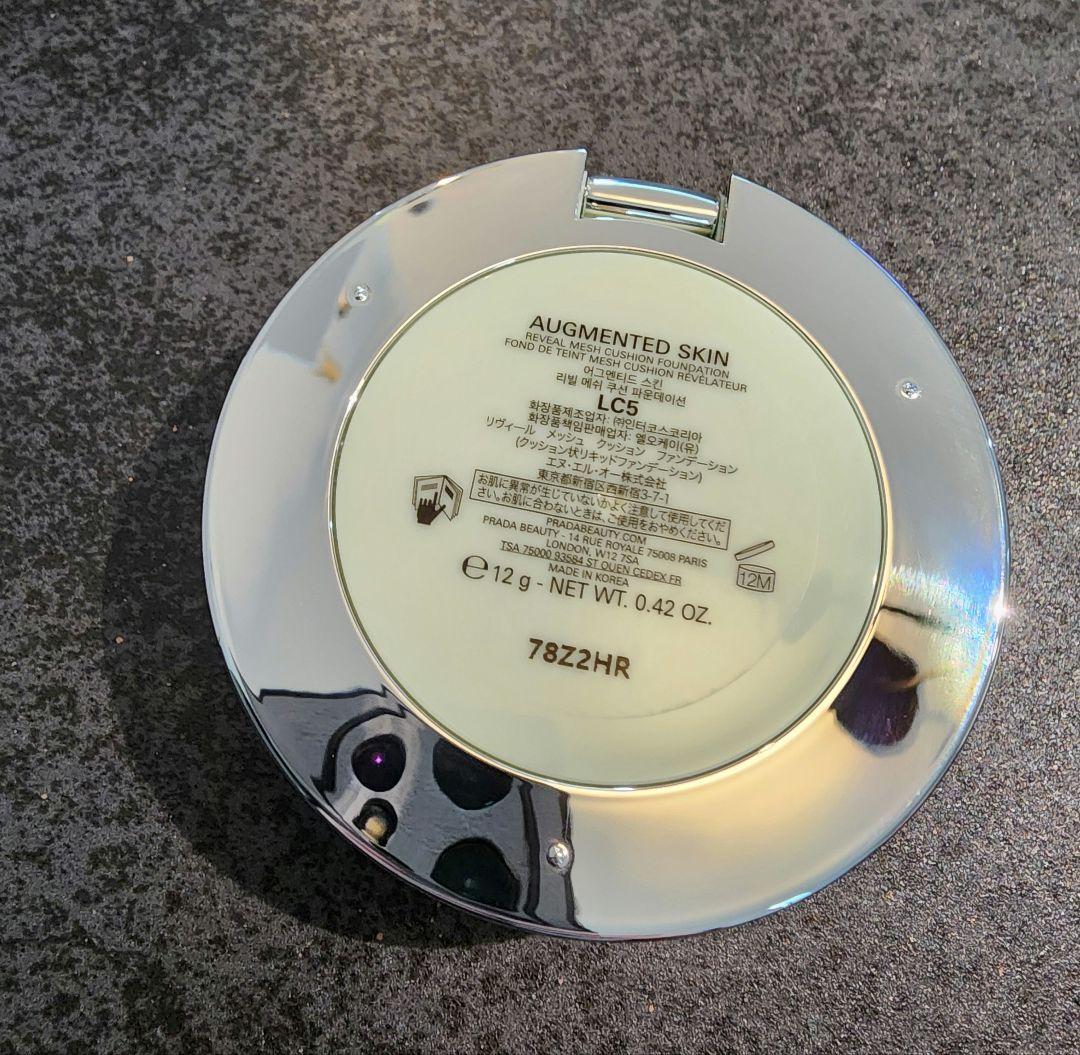 AUGMENTED SKIN
REVEAL MESH CUSHION FOUNDATION
FOND DE TEINT MESH CUSHION RÉVÉLATEUR
어그멘티드 스킨
리빌 메쉬 쿠션 파운데이션
LC5
화장품제조업자: ㈜인터코스코리아
화장품책임판매업자: 엘오케이(유)
リヴィール メッシュ クッション ファンデーション
(クッション状リキッドファンデーション)
エヌ・エル・オー株式会社
東京都新宿区西新宿3-7-1
お肌に異常が生じていないかよく注意して使用してくだ
さい。お肌に合わないときは、ご使用をおやめください。
PRADABEAUTY.COM
PRADA BEAUTY - 14 RUE ROYALE 75008 PARIS
LONDON, W12 7SA
TSA 75000 93584 ST OUEN CEDEX FR
MADE IN KOREA
℮ 12 g - NET WT. 0.42 OZ.
12M
78Z2HR